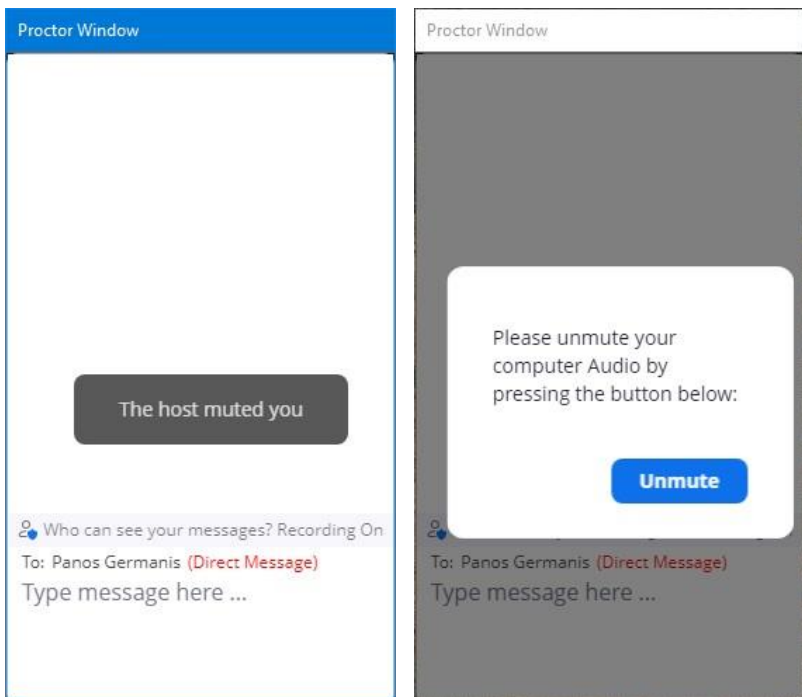 Proctor Window
The host muted you
Who can see your messages? Recording On
To: Panos Germanis (Direct Message)
Type message here ...
Proctor Window
Please unmute your
computer Audio by
pressing the button below:
Unmute
To: Panos Germanis (Direct Message)
Type message here ...